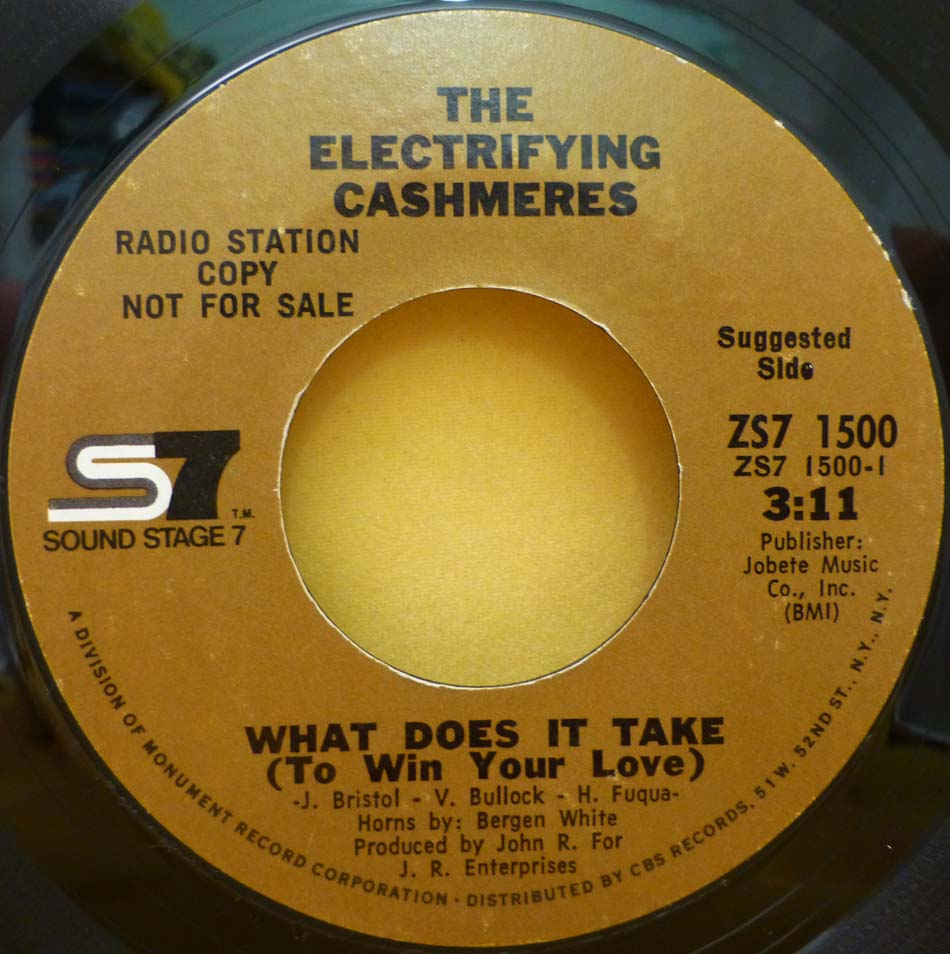 THE
ELECTRIFYING
CASHMERES
RADIO STATION
COPY
NOT FOR SALE
Suggested
Side
ZS7 1500
ZS7 1500-1
3:11
Publisher:
Jobete Music
Co., Inc.
(BMI)
S7
T.M.
SOUND STAGE 7
WHAT DOES IT TAKE
(To Win Your Love)
-J. Bristol - V. Bullock - H. Fuqua-
Horns by: Bergen White
Produced by John R. For
J. R. Enterprises
A DIVISION OF MONUMENT RECORD CORPORATION · DISTRIBUTED BY CBS RECORDS, 51 W. 52ND ST., N.Y., N.Y.